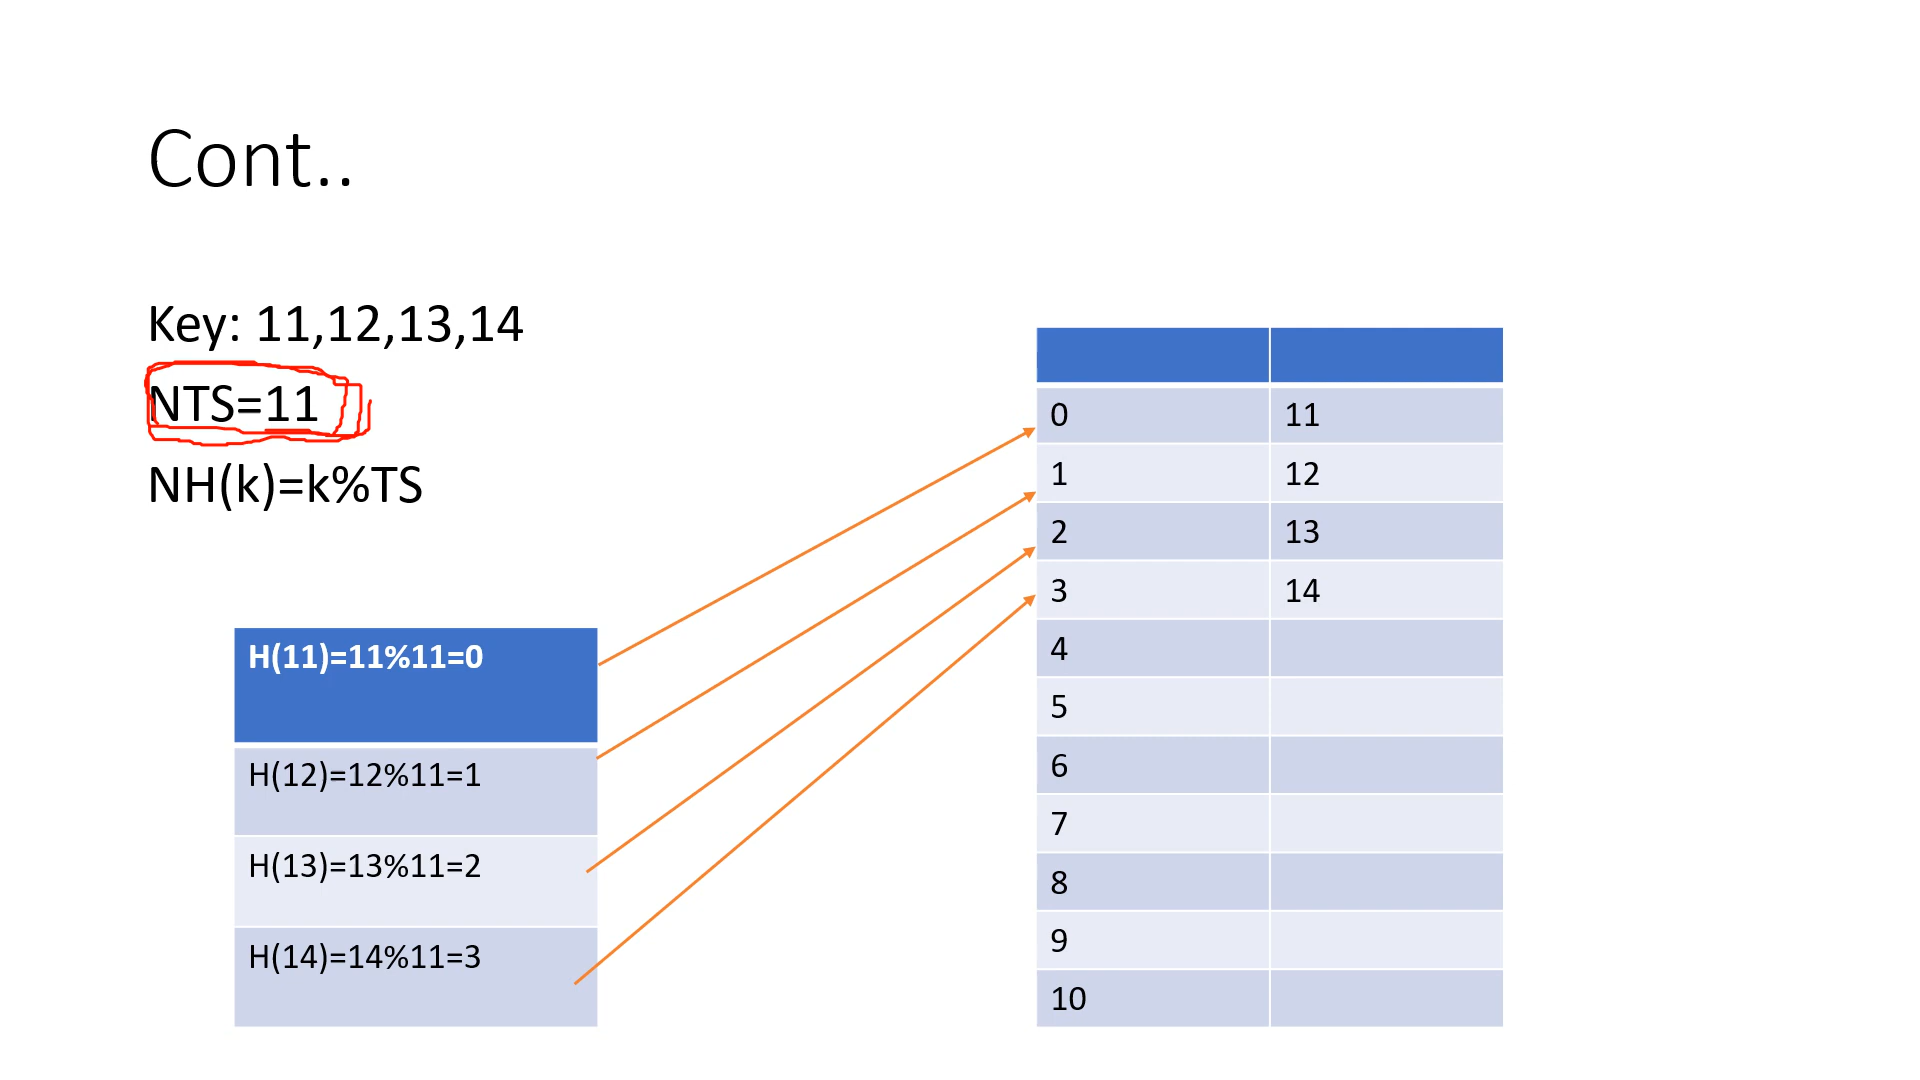 Cont..
Key: 11,12,13,14
NTS=11
NH(k)=k%TS
H(11)=11%11=0
H(12)=12%11=1
H(13)=13%11=2
H(14)=14%11=3
0 11
1 12
2 13
3 14
4
5
6
7
8
9
10